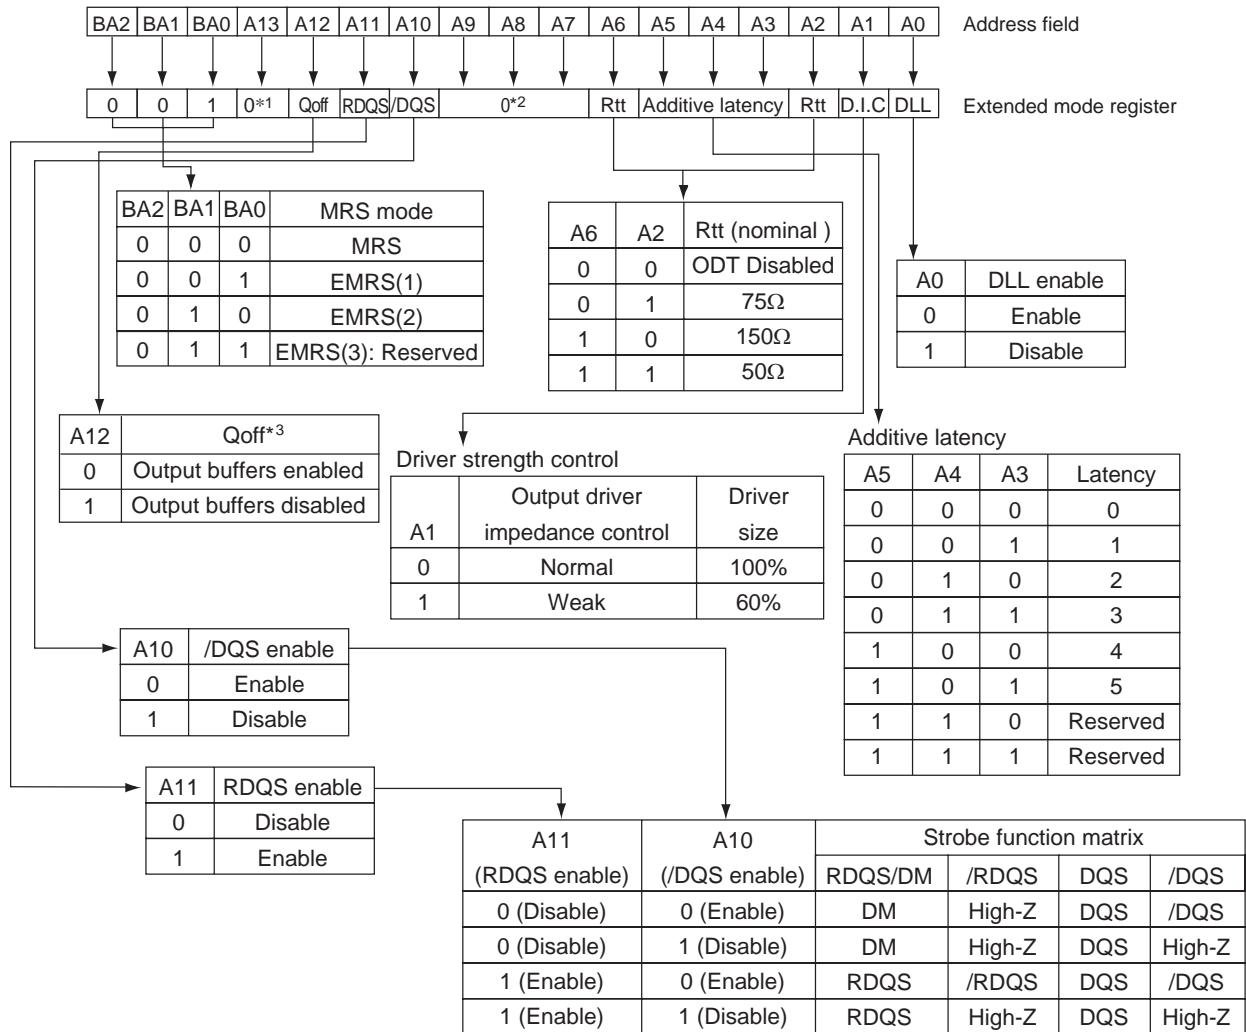 BA2 BA1 BA0 A13 A12 A11 A10 A9 A8 A7 A6 A5 A4 A3 A2 A1 A0 Address field
0 0 1 0*1 Qoff RDQS /DQS 0*2 Rtt Additive latency Rtt D.I.C DLL Extended mode register
BA2 BA1 BA0 MRS mode
0 0 0 MRS
0 0 1 EMRS(1)
0 1 0 EMRS(2)
0 1 1 EMRS(3): Reserved
A6 A2 Rtt (nominal )
0 0 ODT Disabled
0 1 75Ω
1 0 150Ω
1 1 50Ω
A0 DLL enable
0 Enable
1 Disable
A12 Qoff*3
0 Output buffers enabled
1 Output buffers disabled
Driver strength control
Output driver Driver
A1 impedance control size
0 Normal 100%
1 Weak 60%
Additive latency
A5 A4 A3 Latency
0 0 0 0
0 0 1 1
0 1 0 2
0 1 1 3
1 0 0 4
1 0 1 5
1 1 0 Reserved
1 1 1 Reserved
A10 /DQS enable
0 Enable
1 Disable
A11 RDQS enable
0 Disable
1 Enable
A11 A10 Strobe function matrix
(RDQS enable) (/DQS enable) RDQS/DM /RDQS DQS /DQS
0 (Disable) 0 (Enable) DM High-Z DQS /DQS
0 (Disable) 1 (Disable) DM High-Z DQS High-Z
1 (Enable) 0 (Enable) RDQS /RDQS DQS /DQS
1 (Enable) 1 (Disable) RDQS High-Z DQS High-Z